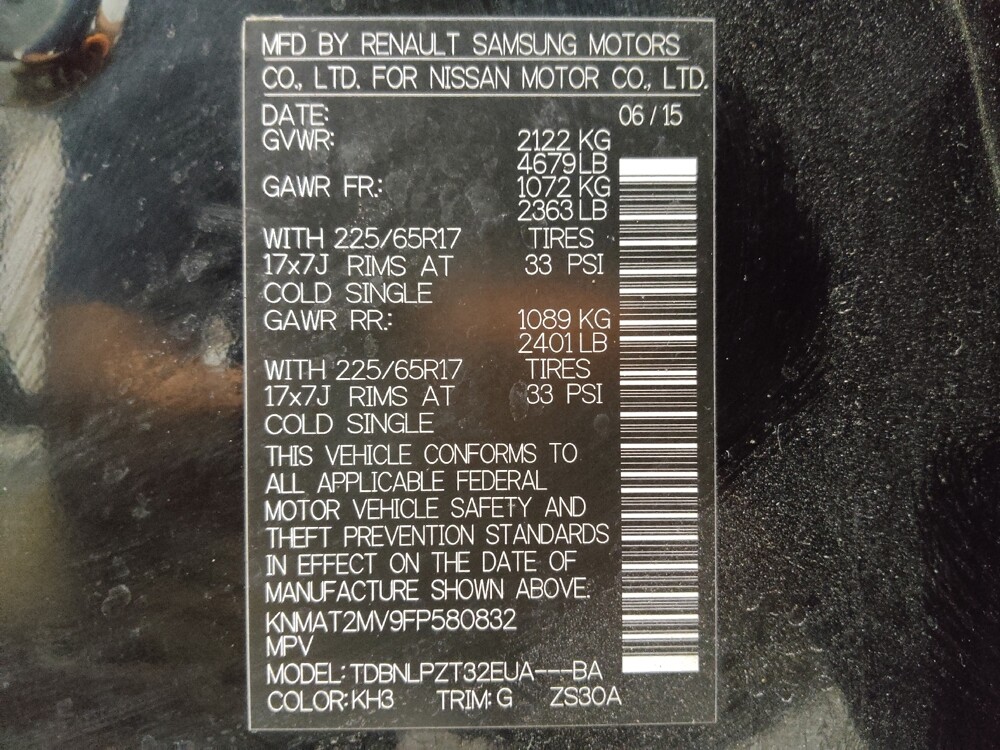 MFD BY RENAULT SAMSUNG MOTORS
CO., LTD. FOR NISSAN MOTOR CO., LTD.
DATE: 06 / 15
GVWR: 2122 KG
4679 LB
GAWR FR.: 1072 KG
2363 LB
WITH 225/65R17 TIRES
17x7J RIMS AT 33 PSI
COLD SINGLE
GAWR RR.: 1089 KG
2401 LB
WITH 225/65R17 TIRES
17x7J RIMS AT 33 PSI
COLD SINGLE
THIS VEHICLE CONFORMS TO
ALL APPLICABLE FEDERAL
MOTOR VEHICLE SAFETY AND
THEFT PREVENTION STANDARDS
IN EFFECT ON THE DATE OF
MANUFACTURE SHOWN ABOVE.
KNMAT2MV9FP580832
MPV
MODEL: TDBNLPZT32EUA---BA
COLOR: KH3 TRIM: G ZS30A